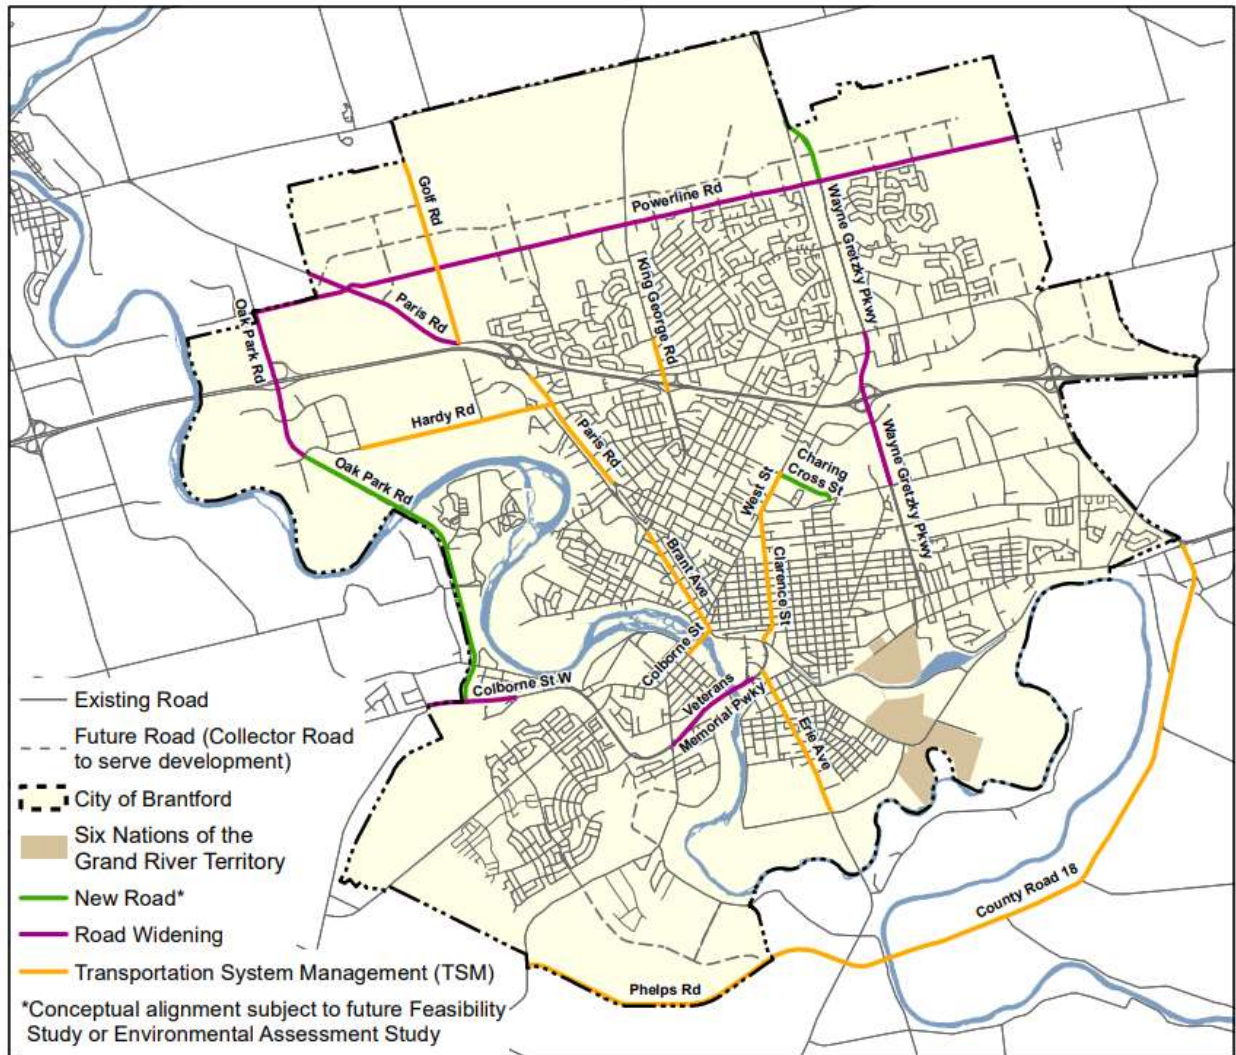 Golf Rd
Powerline Rd
Wayne Gretzky Pkwy
King George Rd
Paris Rd
Oak Park Rd
Hardy Rd
Paris Rd
Oak Park Rd
Charing
Cross St
West St
Wayne Gretzky Pkwy
Brant Ave
Clarence St
Colborne St
Colborne St W
Veterans
Memorial Pwky
Erie Ave
County Road 18
Phelps Rd
Existing Road
Future Road (Collector Road
to serve development)
City of Brantford
Six Nations of the
Grand River Territory
New Road*
Road Widening
Transportation System Management (TSM)
*Conceptual alignment subject to future Feasibility
Study or Environmental Assessment Study